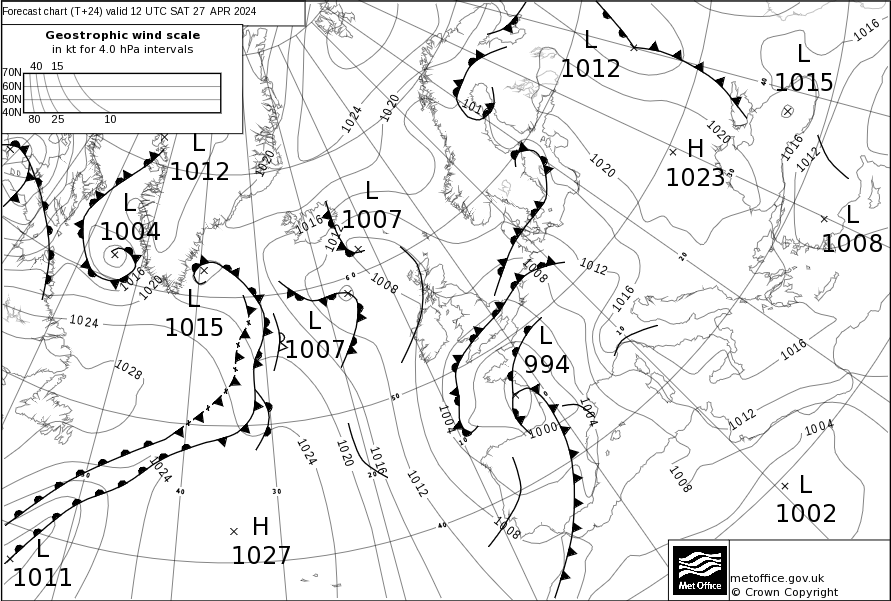 Forecast chart (T+24) valid 12 UTC SAT 27 APR 2024
Geostrophic wind scale
in kt for 4.0 hPa intervals
40 15
70N
60N
50N
40N
80 25 10
L
1012
L
1015
1016
1016
1024
1020
1020
H
1023
1016
1012
L
1012
1020
1020
L
1004
L
1007
1016
1012
L
1008
1016
1020
L
1015
60
1008
1008
1012
20
1016
1024
L
1007
L
994
10
1016
1028
50
1004
1000
1004
1012
1004
1024
1024
1020
1016
20
1012
1008
40
30
40
1008
L
1002
H
1027
L
1011
Met Office
metoffice.gov.uk
© Crown Copyright